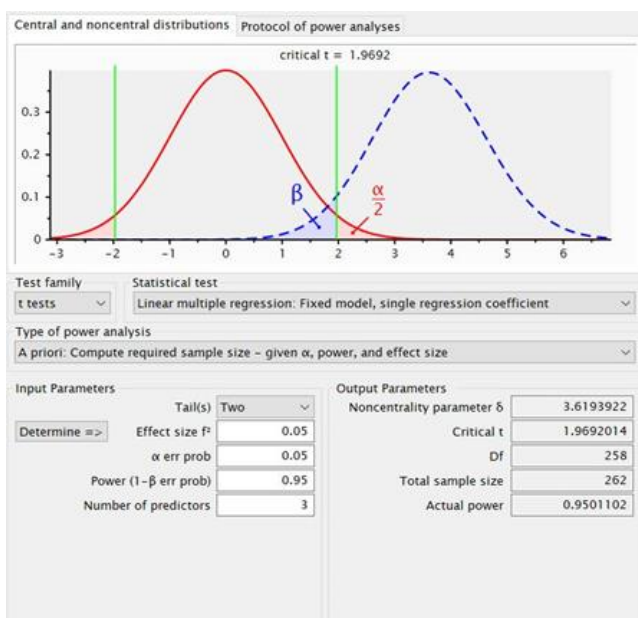 Central and noncentral distributions Protocol of power analyses
critical t = 1.9692
0.3
0.2
β α/2
0.1
0
-3 -2 -1 0 1 2 3 4 5 6
Test family Statistical test
t tests Linear multiple regression: Fixed model, single regression coefficient
Type of power analysis
A priori: Compute required sample size – given α, power, and effect size
Input Parameters Output Parameters
Tail(s) Two Noncentrality parameter δ 3.6193922
Determine => Effect size f² 0.05 Critical t 1.9692014
α err prob 0.05 Df 258
Power (1-β err prob) 0.95 Total sample size 262
Number of predictors 3 Actual power 0.9501102